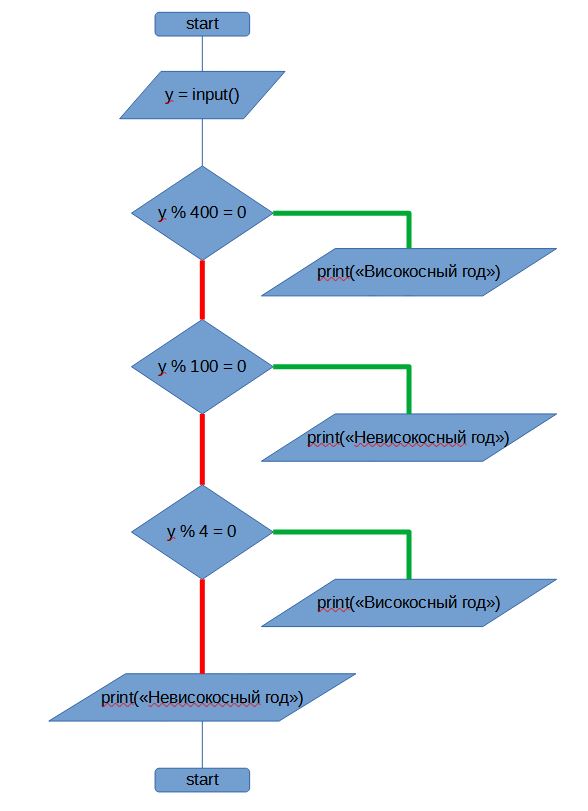 start
y = input()
y % 400 = 0
print(«Високосный год»)
y % 100 = 0
print(«Невисокосный год»)
y % 4 = 0
print(«Високосный год»)
print(«Невисокосный год»)
start